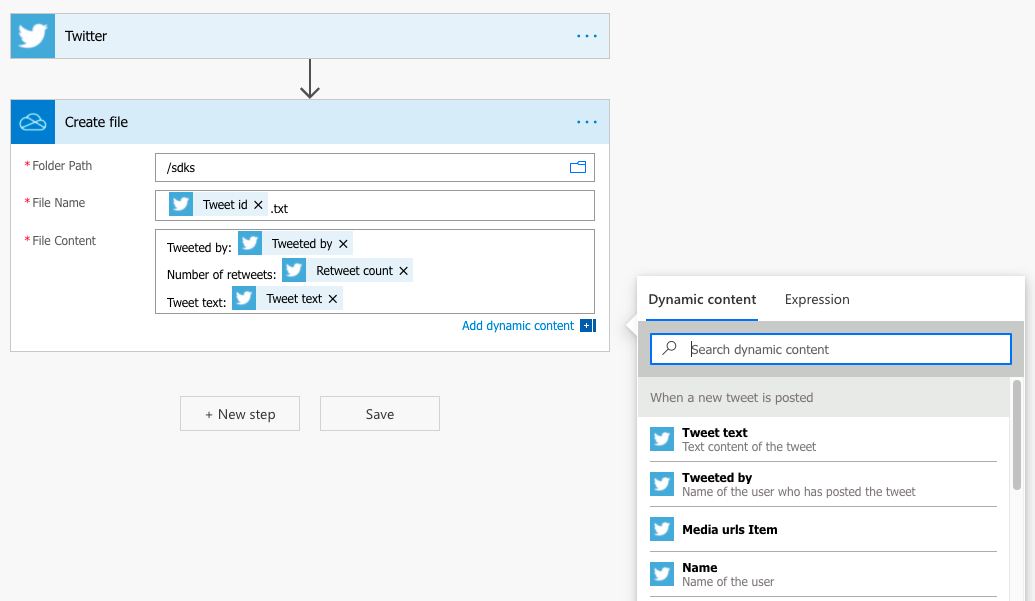 Twitter
Create file
* Folder Path
/sdks
* File Name
Tweet id × .txt
* File Content
Tweeted by: Tweeted by ×
Number of retweets: Retweet count ×
Tweet text: Tweet text ×
Add dynamic content
+ New step
Save
Dynamic content
Expression
Search dynamic content
When a new tweet is posted
Tweet text
Text content of the tweet
Tweeted by
Name of the user who has posted the tweet
Media urls Item
Name
Name of the user